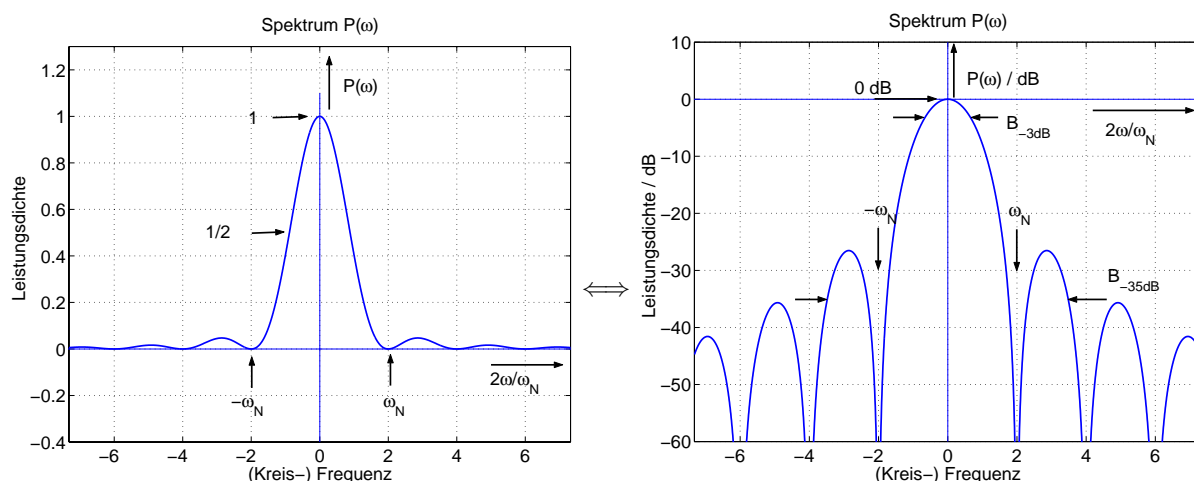 Spektrum P(ω)
1.2
1
0.8
0.6
0.4
0.2
0
−0.2
−0.4
Leistungsdichte
P(ω)
1
1/2
−ω_N
ω_N
2ω/ω_N
−6 −4 −2 0 2 4 6
(Kreis−) Frequenz
⟺
Spektrum P(ω)
10
0
−10
−20
−30
−40
−50
−60
Leistungsdichte / dB
P(ω) / dB
0 dB
B_−3dB
2ω/ω_N
−ω_N
ω_N
B_−35dB
−6 −4 −2 0 2 4 6
(Kreis−) Frequenz